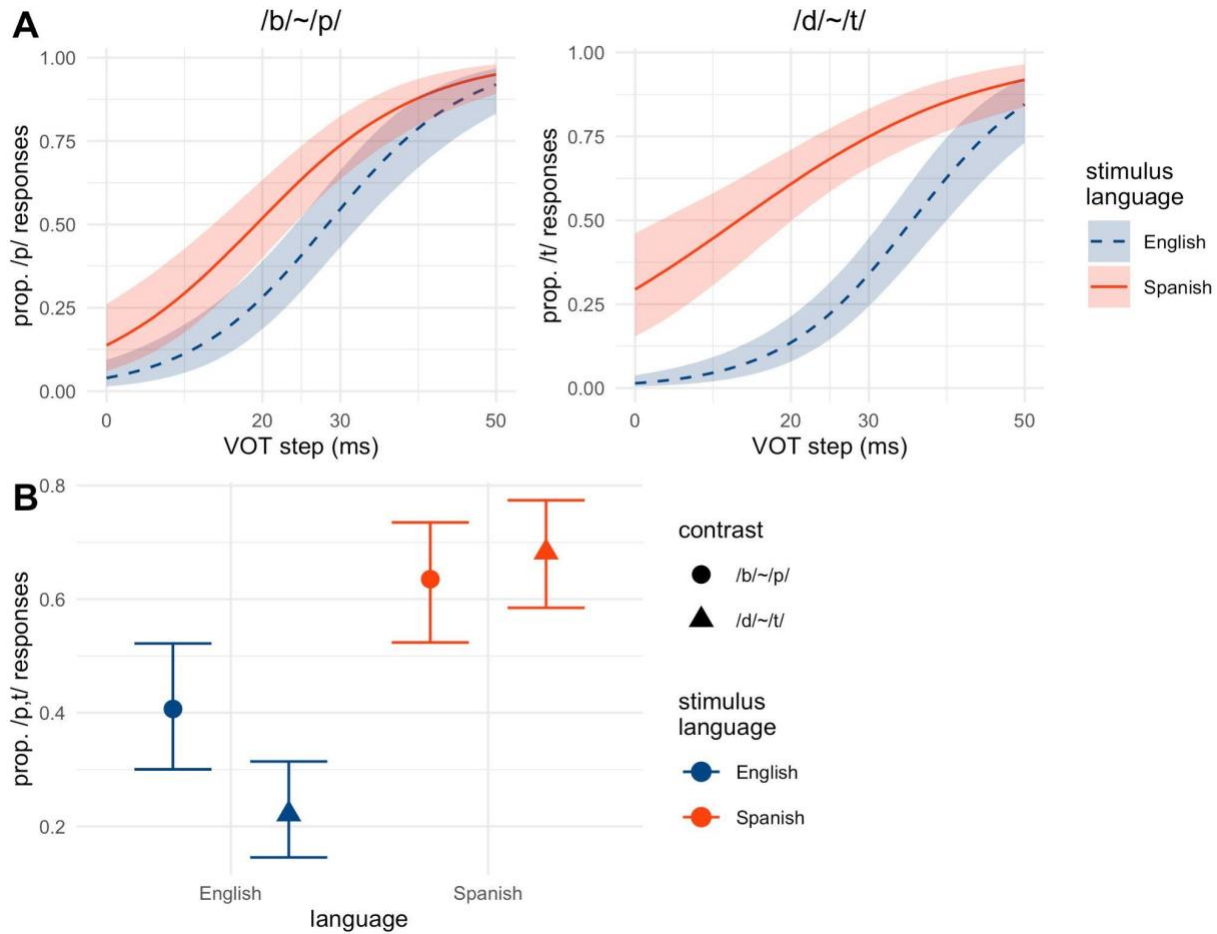 A
/b/~/p/
/d/~/t/
1.00
0.75
0.50
0.25
0.00
prop. /p/ responses
0
20
30
50
VOT step (ms)
1.00
0.75
0.50
0.25
0.00
prop. /t/ responses
0
20
30
50
VOT step (ms)
stimulus
language
English
Spanish
B
0.8
0.6
0.4
0.2
prop. /p,t/ responses
English
Spanish
language
contrast
/b/~/p/
/d/~/t/
stimulus
language
English
Spanish